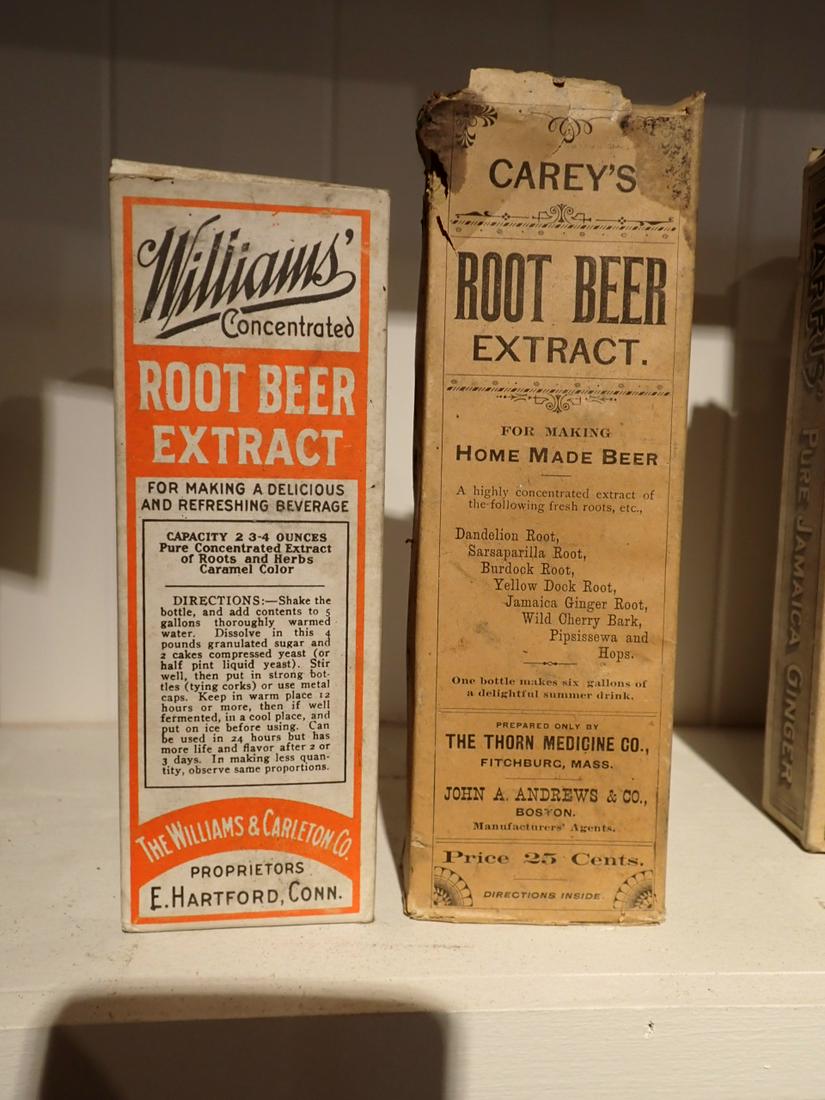 Williams'
Concentrated
ROOT BEER
EXTRACT
FOR MAKING A DELICIOUS
AND REFRESHING BEVERAGE
CAPACITY 2 3-4 OUNCES
Pure Concentrated Extract
of Roots and Herbs
Caramel Color
DIRECTIONS:—Shake the
bottle, and add contents to 5
gallons thoroughly warmed
water. Dissolve in this 4
pounds granulated sugar and
2 cakes compressed yeast (or
half pint liquid yeast). Stir
well, then put in strong bot-
tles (tying corks) or use metal
caps. Keep in warm place 12
hours or more, then if well
fermented, in a cool place, and
put on ice before using. Can
be used in 24 hours but has
more life and flavor after 2 or
3 days. In making less quan-
tity, observe same proportions.
THE WILLIAMS & CARLETON CO.
PROPRIETORS
E. HARTFORD, CONN.
CAREY'S
ROOT BEER
EXTRACT.
FOR MAKING
HOME MADE BEER
A highly concentrated extract of
the following fresh roots, etc.,
Dandelion Root,
Sarsaparilla Root,
Burdock Root,
Yellow Dock Root,
Jamaica Ginger Root,
Wild Cherry Bark,
Pipsissewa and
Hops.
One bottle makes six gallons of
a delightful summer drink.
PREPARED ONLY BY
THE THORN MEDICINE CO.,
FITCHBURG, MASS.
JOHN A. ANDREWS & CO.,
BOSTON.
Manufacturers' Agents.
Price 25 Cents.
DIRECTIONS INSIDE.
PURE JAMAICA GINGER